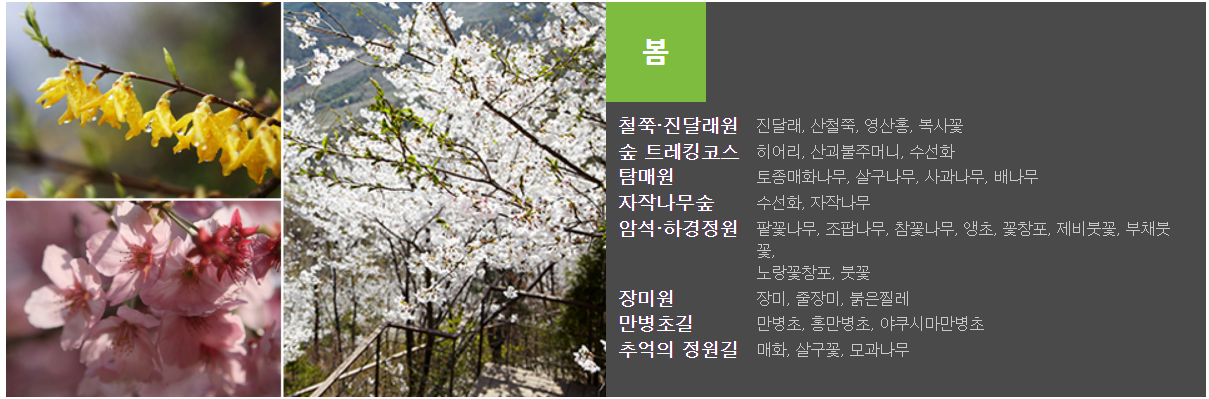 봄
철쭉·진달래원 진달래, 산철쭉, 영산홍, 복사꽃
숲 트레킹코스 히어리, 산괴불주머니, 수선화
탐매원 토종매화나무, 살구나무, 사과나무, 배나무
자작나무숲 수선화, 자작나무
암석·하경정원 팥꽃나무, 조팝나무, 참꽃나무, 앵초, 꽃창포, 제비붓꽃, 부채붓
꽃,
노랑꽃창포, 붓꽃
장미원 장미, 줄장미, 붉은찔레
만병초길 만병초, 홍만병초, 야쿠시마만병초
추억의 정원길 매화, 살구꽃, 모과나무